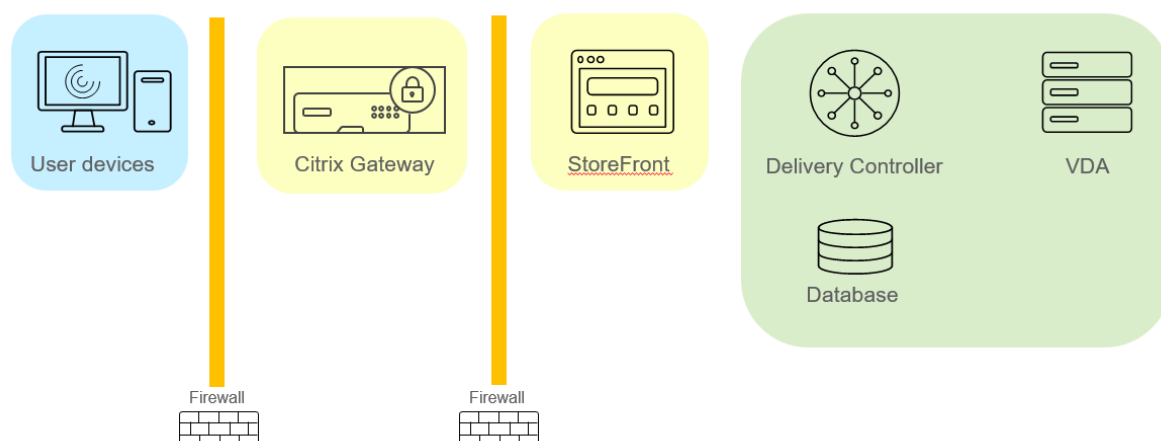 User devices
Citrix Gateway
StoreFront
Delivery Controller
VDA
Database
Firewall
Firewall